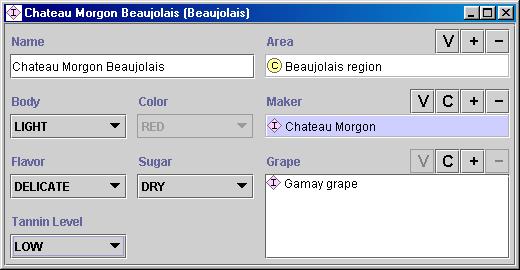 Chateau Morgon Beaujolais (Beaujolais)
Name
Chateau Morgon Beaujolais
Area
V + −
C Beaujolais region
Body
LIGHT
Color
RED
Maker
V C + −
I Chateau Morgon
Flavor
DELICATE
Sugar
DRY
Grape
V C + −
I Gamay grape
Tannin Level
LOW